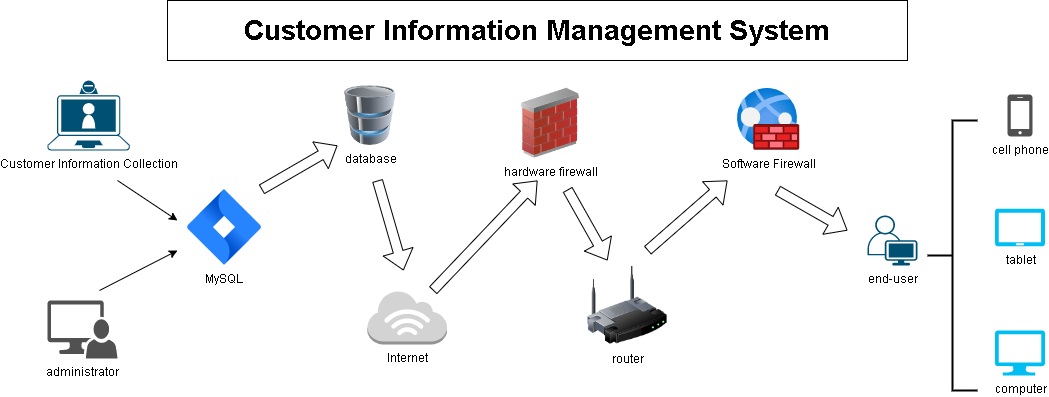 Customer Information Management System
Customer Information Collection
database
hardware firewall
Software Firewall
cell phone
MySQL
end-user
tablet
administrator
Internet
router
computer